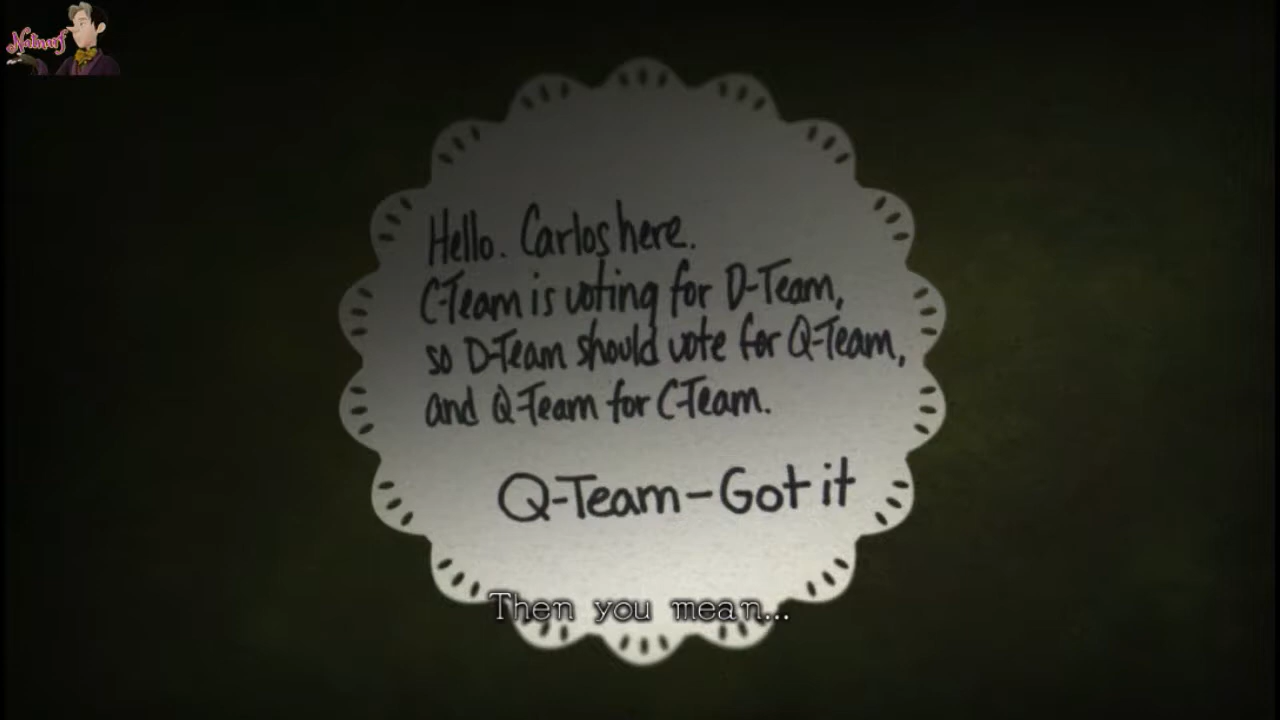 Natnarf
Hello. Carlos here.
C-Team is voting for D-Team,
so D-Team should vote for Q-Team,
and Q-Team for C-Team.
Q-Team-Got it
Then you mean...